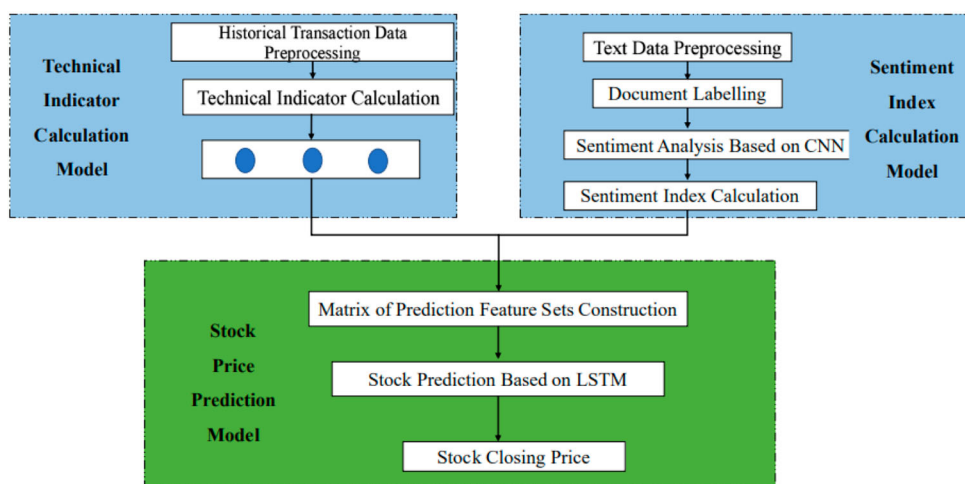 Technical
Indicator
Calculation
Model
Historical Transaction Data
Preprocessing
Technical Indicator Calculation
Text Data Preprocessing
Document Labelling
Sentiment Analysis Based on CNN
Sentiment Index Calculation
Sentiment
Index
Calculation
Model
Stock
Price
Prediction
Model
Matrix of Prediction Feature Sets Construction
Stock Prediction Based on LSTM
Stock Closing Price